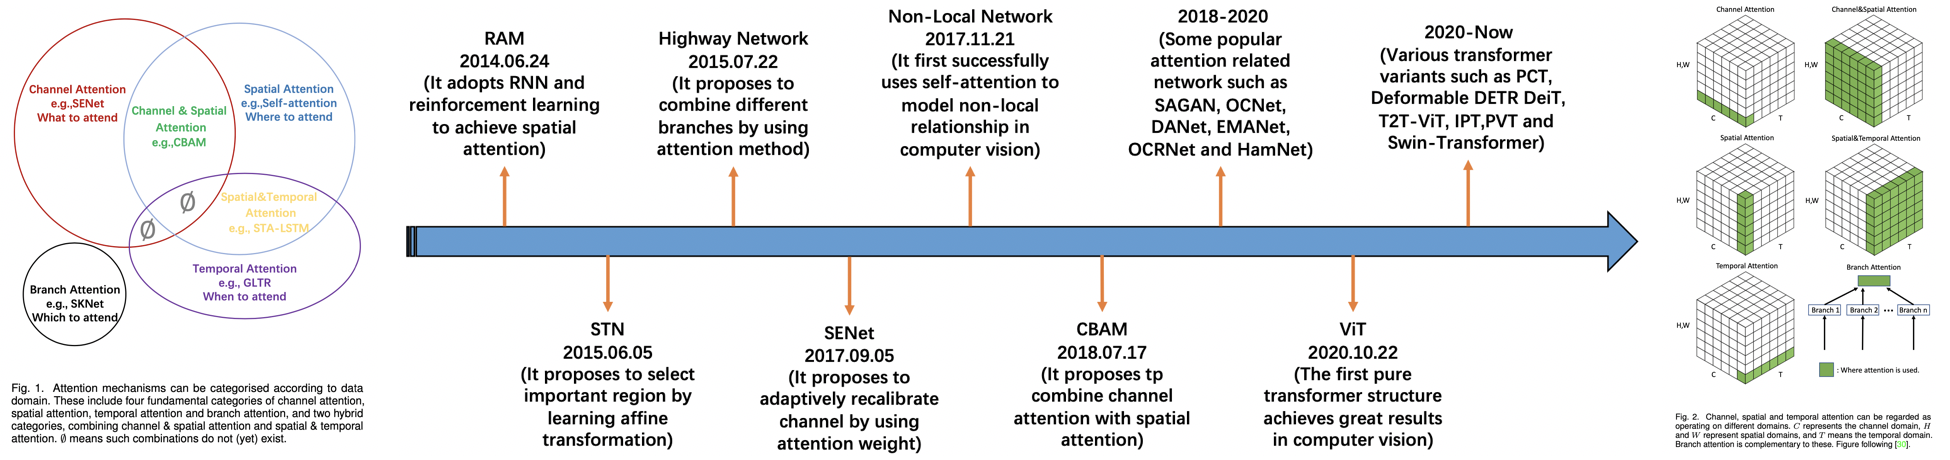 Channel Attention
e.g.,SENet
What to attend
Channel & Spatial
Attention
e.g.,CBAM
Spatial Attention
e.g.,Self-attention
Where to attend
∅
∅
Spatial&Temporal
Attention
e.g., STA-LSTM
Temporal Attention
e.g., GLTR
When to attend
Branch Attention
e.g., SKNet
Which to attend
Fig. 1. Attention mechanisms can be categorised according to data
domain. These include four fundamental categories of channel attention,
spatial attention, temporal attention and branch attention, and two hybrid
categories, combining channel & spatial attention and spatial & temporal
attention. ∅ means such combinations do not (yet) exist.
RAM
2014.06.24
(It adopts RNN and
reinforcement learning
to achieve spatial
attention)
Highway Network
2015.07.22
(It proposes to
combine different
branches by using
attention method)
Non-Local Network
2017.11.21
(It first successfully
uses self-attention to
model non-local
relationship in
computer vision)
2018-2020
(Some popular
attention related
network such as
SAGAN, OCNet,
DANet, EMANet,
OCRNet and HamNet)
2020-Now
(Various transformer
variants such as PCT,
Deformable DETR DeiT,
T2T-ViT, IPT,PVT and
Swin-Transformer)
STN
2015.06.05
(It proposes to select
important region by
learning affine
transformation)
SENet
2017.09.05
(It proposes to
adaptively recalibrate
channel by using
attention weight)
CBAM
2018.07.17
(It proposes tp
combine channel
attention with spatial
attention)
ViT
2020.10.22
(The first pure
transformer structure
achieves great results
in computer vision)
Channel Attention
H,W
C
T
Channel&Spatial Attention
H,W
C
T
Spatial Attention
H,W
C
T
Spatial&Temporal Attention
H,W
C
T
Temporal Attention
H,W
C
T
Branch Attention
Branch 1
Branch 2
...
Branch n
: Where attention is used.
Fig. 2. Channel, spatial and temporal attention can be regarded as
operating on different domains. C represents the channel domain, H
and W represent spatial domains, and T means the temporal domain.
Branch attention is complementary to these. Figure following [30].